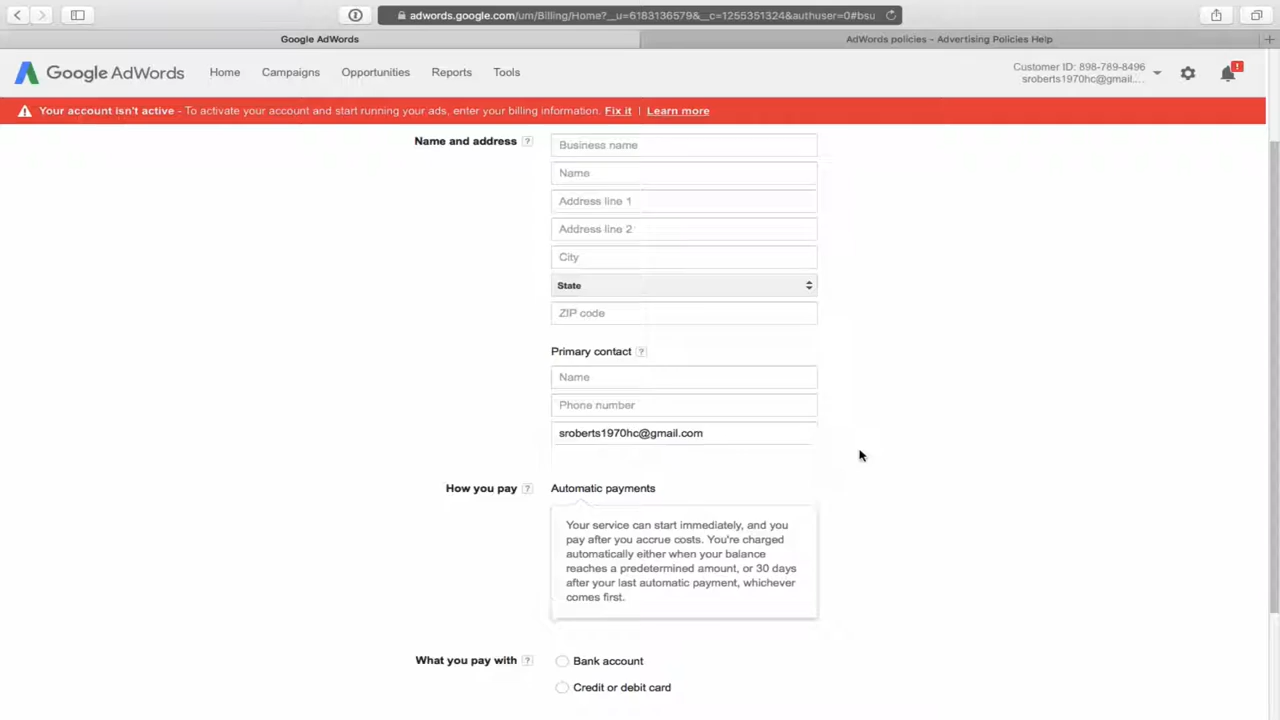 adwords.google.com/um/Billing/Home?__u=6183136579&__c=1255351324&authuser=0#bsu
Google AdWords
AdWords policies – Advertising Policies Help
Google AdWords
Home
Campaigns
Opportunities
Reports
Tools
Customer ID: 898-789-8496
sroberts1970hc@gmail....
!
Your account isn't active - To activate your account and start running your ads, enter your billing information. Fix it | Learn more
Name and address ?
Business name
Name
Address line 1
Address line 2
City
State
ZIP code
Primary contact ?
Name
Phone number
sroberts1970hc@gmail.com
How you pay ?
Automatic payments
Your service can start immediately, and you
pay after you accrue costs. You're charged
automatically either when your balance
reaches a predetermined amount, or 30 days
after your last automatic payment, whichever
comes first.
What you pay with ?
Bank account
Credit or debit card